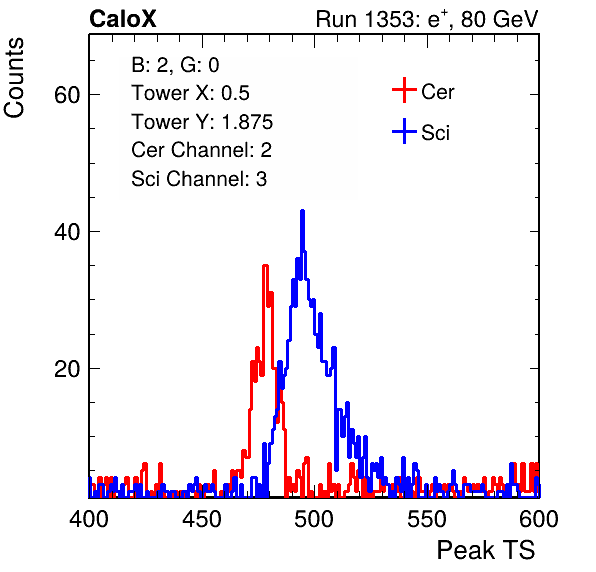 CaloX Run 1353: e⁺, 80 GeV
Counts
B: 2, G: 0
Tower X: 0.5
Tower Y: 1.875
Cer Channel: 2
Sci Channel: 3
Cer
Sci
60
40
20
400 450 500 550 600
Peak TS